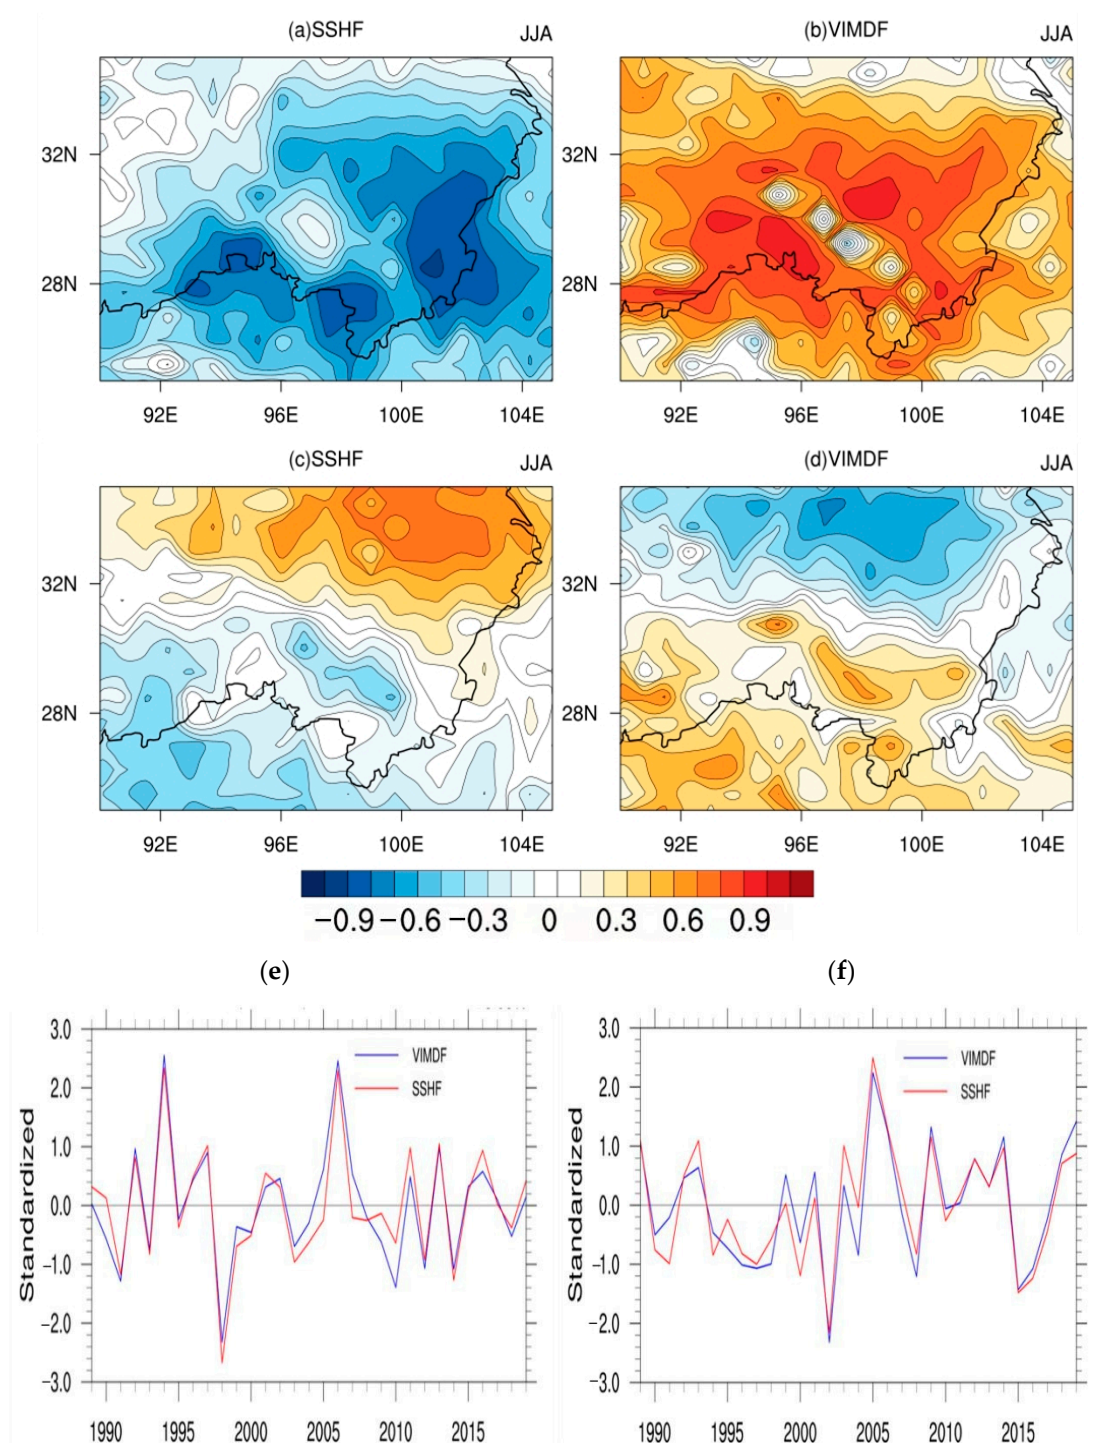 (a)SSHF JJA (b)VIMDF JJA
32N 32N
28N 28N
92E 96E 100E 104E 92E 96E 100E 104E
(c)SSHF JJA (d)VIMDF JJA
32N 32N
28N 28N
92E 96E 100E 104E 92E 96E 100E 104E
−0.9 −0.6 −0.3 0 0.3 0.6 0.9
(e) (f)
3.0 3.0
VIMDF VIMDF
2.0 SSHF 2.0 SSHF
1.0 1.0
0.0 0.0
−1.0 −1.0
−2.0 −2.0
−3.0 −3.0
Standardized Standardized
1990 1995 2000 2005 2010 2015 1990 1995 2000 2005 2010 2015